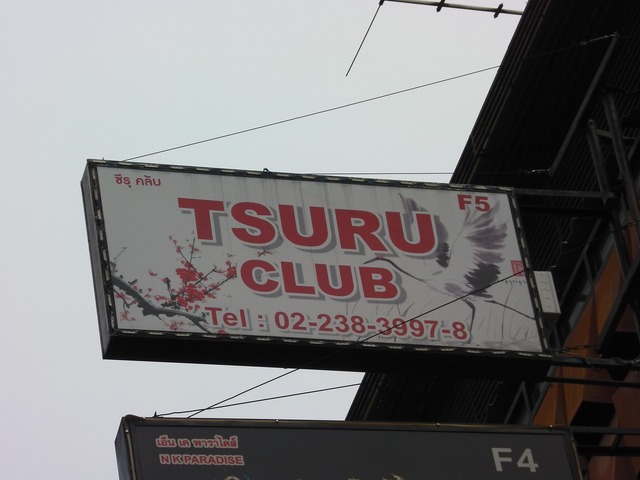 ซึรุ คลับ
F5
TSURU
CLUB
Tel : 02-238-3997-8
เอ็น เค พาราไดส์
N K PARADISE
F4